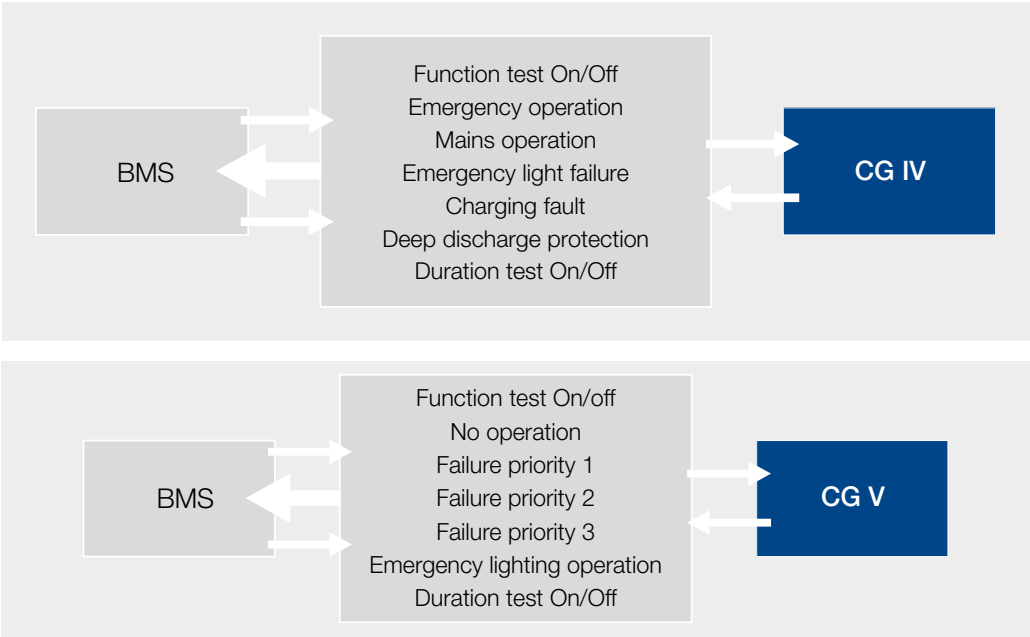 BMS
Function test On/Off
Emergency operation
Mains operation
Emergency light failure
Charging fault
Deep discharge protection
Duration test On/Off
CG IV
BMS
Function test On/off
No operation
Failure priority 1
Failure priority 2
Failure priority 3
Emergency lighting operation
Duration test On/Off
CG V